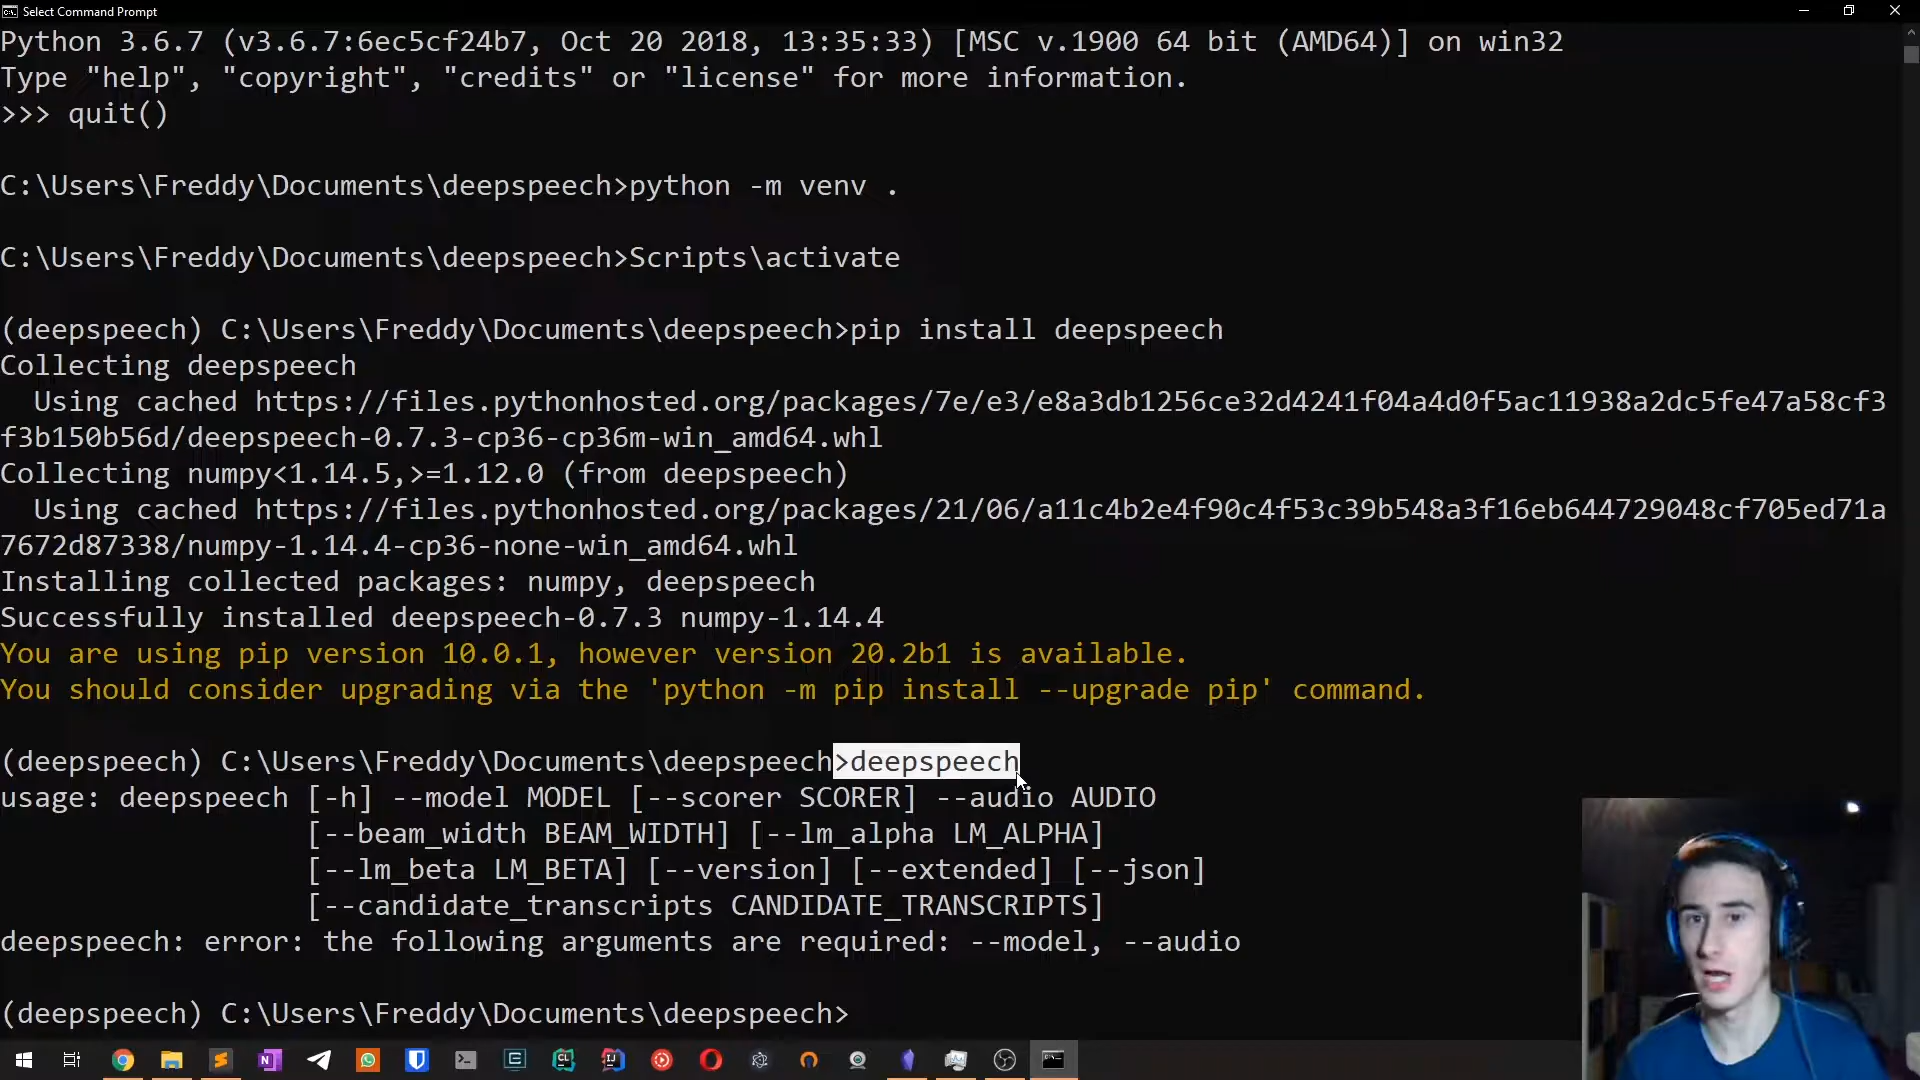 Select Command Prompt
Python 3.6.7 (v3.6.7:6ec5cf24b7, Oct 20 2018, 13:35:33) [MSC v.1900 64 bit (AMD64)] on win32
Type "help", "copyright", "credits" or "license" for more information.
>>> quit()
C:\Users\Freddy\Documents\deepspeech>python -m venv .
C:\Users\Freddy\Documents\deepspeech>Scripts\activate
(deepspeech) C:\Users\Freddy\Documents\deepspeech>pip install deepspeech
Collecting deepspeech
  Using cached https://files.pythonhosted.org/packages/7e/e3/e8a3db1256ce32d4241f04a4d0f5ac11938a2dc5fe47a58cf3
f3b150b56d/deepspeech-0.7.3-cp36-cp36m-win_amd64.whl
Collecting numpy<1.14.5,>=1.12.0 (from deepspeech)
  Using cached https://files.pythonhosted.org/packages/21/06/a11c4b2e4f90c4f53c39b548a3f16eb644729048cf705ed71a
7672d87338/numpy-1.14.4-cp36-none-win_amd64.whl
Installing collected packages: numpy, deepspeech
Successfully installed deepspeech-0.7.3 numpy-1.14.4
You are using pip version 10.0.1, however version 20.2b1 is available.
You should consider upgrading via the 'python -m pip install --upgrade pip' command.
(deepspeech) C:\Users\Freddy\Documents\deepspeech>deepspeech
usage: deepspeech [-h] --model MODEL [--scorer SCORER] --audio AUDIO
                  [--beam_width BEAM_WIDTH] [--lm_alpha LM_ALPHA]
                  [--lm_beta LM_BETA] [--version] [--extended] [--json]
                  [--candidate_transcripts CANDIDATE_TRANSCRIPTS]
deepspeech: error: the following arguments are required: --model, --audio
(deepspeech) C:\Users\Freddy\Documents\deepspeech>